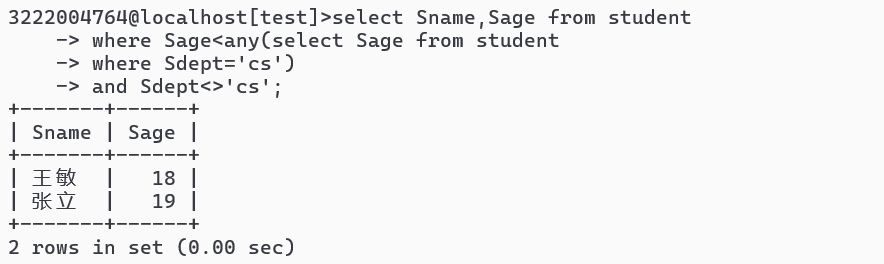 3222004764@localhost[test]>select Sname,Sage from student
    -> where Sage<any(select Sage from student
    -> where Sdept='cs')
    -> and Sdept<>'cs';
+-------+------+
| Sname | Sage |
+-------+------+
| 王敏  |   18 |
| 张立  |   19 |
+-------+------+
2 rows in set (0.00 sec)